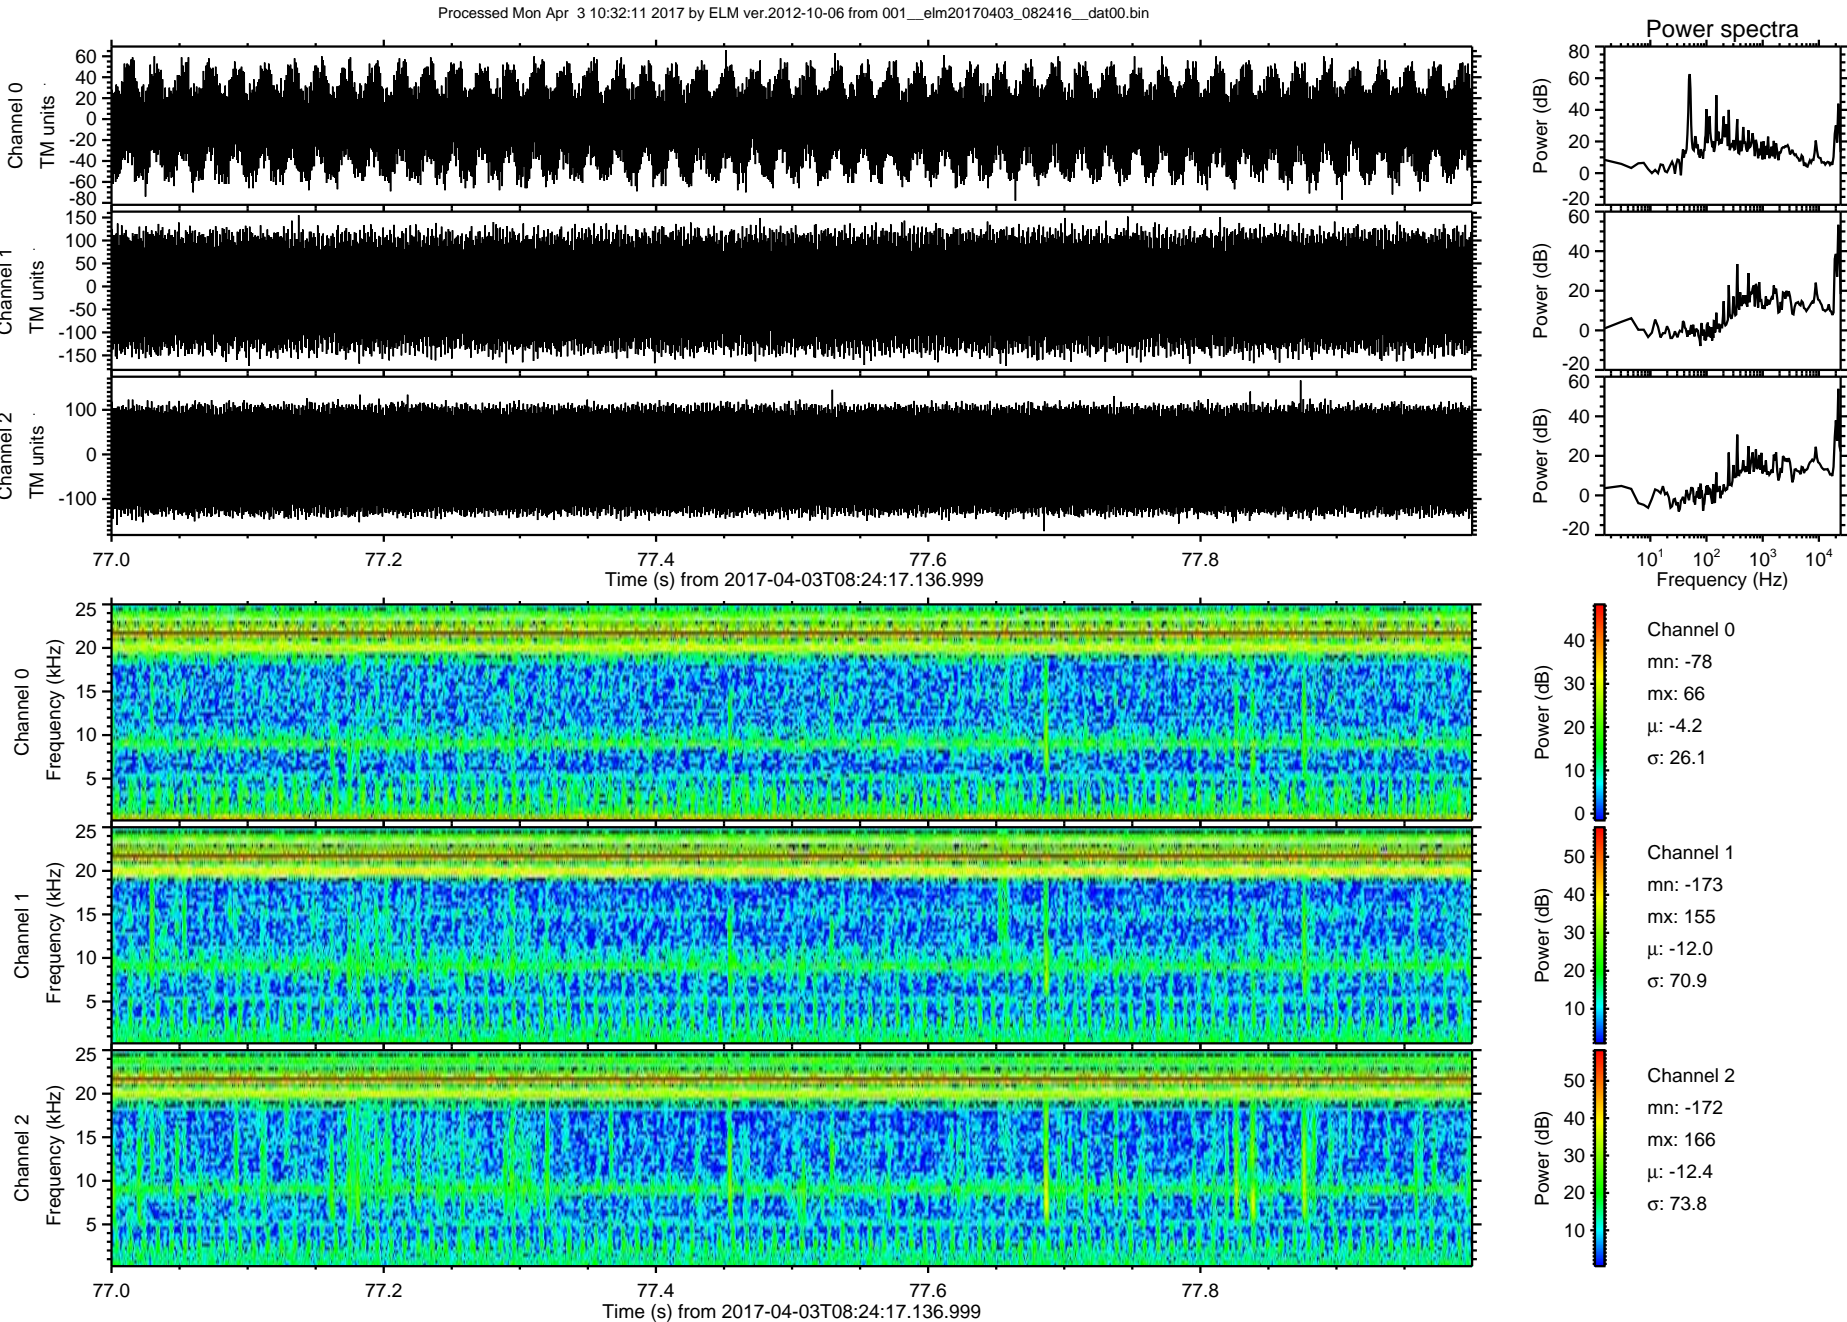 Processed Mon Apr  3 10:32:11 2017 by ELM ver.2012-10-06 from 001__elm20170403_082416__dat00.bin
Power spectra
Channel 0
TM units
60
40
20
0
-20
-40
-60
-80
Power (dB)
80
60
40
20
0
-20
Channel 1
TM units
150
100
50
0
-50
-100
-150
Power (dB)
60
40
20
0
-20
Channel 2
TM units
100
0
-100
Power (dB)
60
40
20
0
-20
77.0 77.2 77.4 77.6 77.8
Time (s) from 2017-04-03T08:24:17.136.999
10¹ 10² 10³ 10⁴
Frequency (Hz)
Channel 0
Frequency (kHz)
25
20
15
10
5
Power (dB)
40
30
20
10
0
Channel 0
mn: -78
mx: 66
μ: -4.2
σ: 26.1
Channel 1
Frequency (kHz)
25
20
15
10
5
Power (dB)
50
40
30
20
10
Channel 1
mn: -173
mx: 155
μ: -12.0
σ: 70.9
Channel 2
Frequency (kHz)
25
20
15
10
5
Power (dB)
50
40
30
20
10
Channel 2
mn: -172
mx: 166
μ: -12.4
σ: 73.8
77.0 77.2 77.4 77.6 77.8
Time (s) from 2017-04-03T08:24:17.136.999